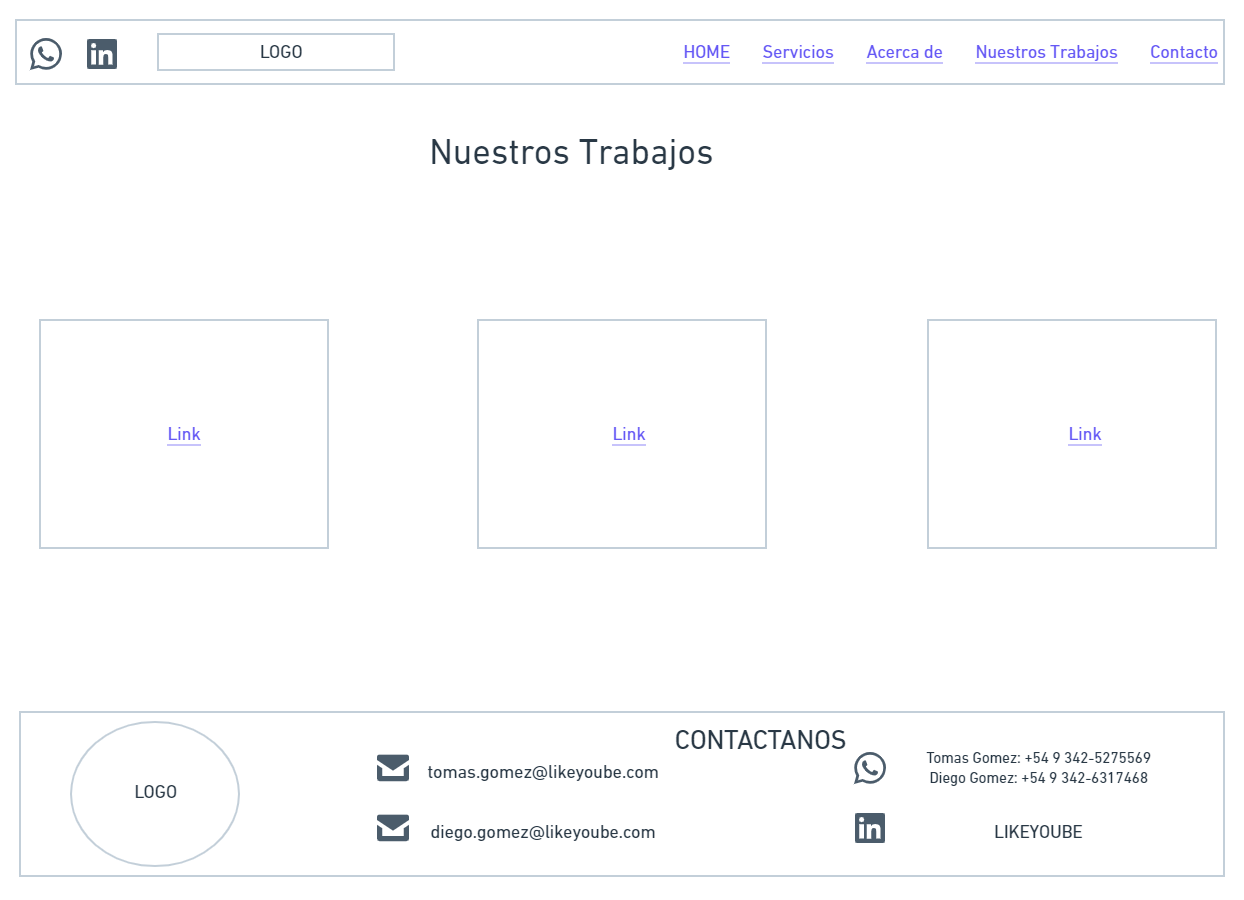 LOGO
HOME
Servicios
Acerca de
Nuestros Trabajos
Contacto
Nuestros Trabajos
Link
Link
Link
LOGO
CONTACTANOS
tomas.gomez@likeyoube.com
diego.gomez@likeyoube.com
Tomas Gomez: +54 9 342-5275569
Diego Gomez: +54 9 342-6317468
LIKEYOUBE